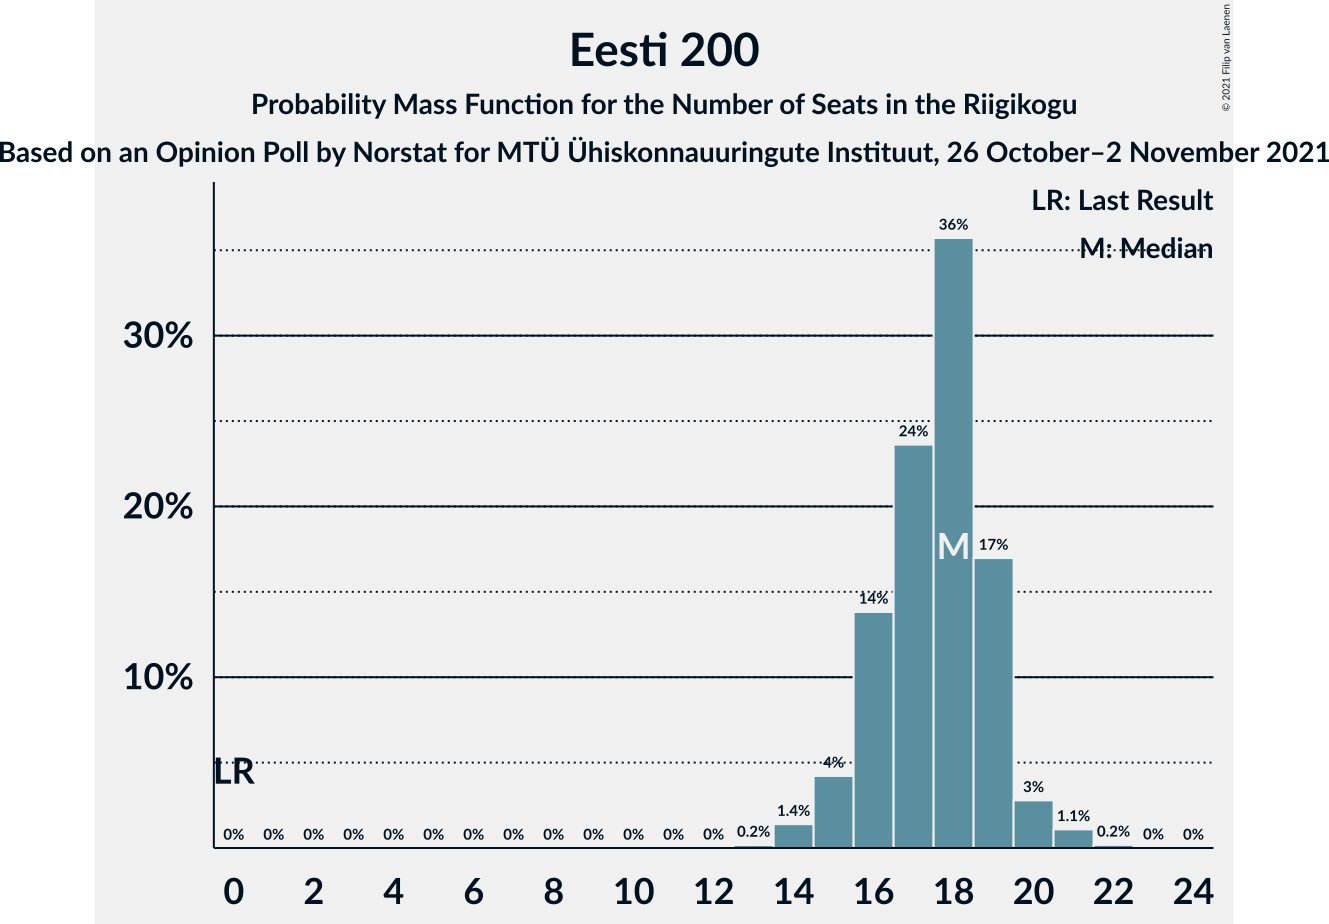 Eesti 200
Probability Mass Function for the Number of Seats in the Riigikogu
Based on an Opinion Poll by Norstat for MTÜ Ühiskonnauuringute Instituut, 26 October–2 November 2021
© 2021 Filip van Laenen
LR: Last Result
M: Median
36%
30%
24%
20%
M
17%
14%
10%
LR
4%
3%
1.4%
1.1%
0% 0% 0% 0% 0% 0% 0% 0% 0% 0% 0% 0% 0% 0.2% 0.2% 0% 0%
0 2 4 6 8 10 12 14 16 18 20 22 24